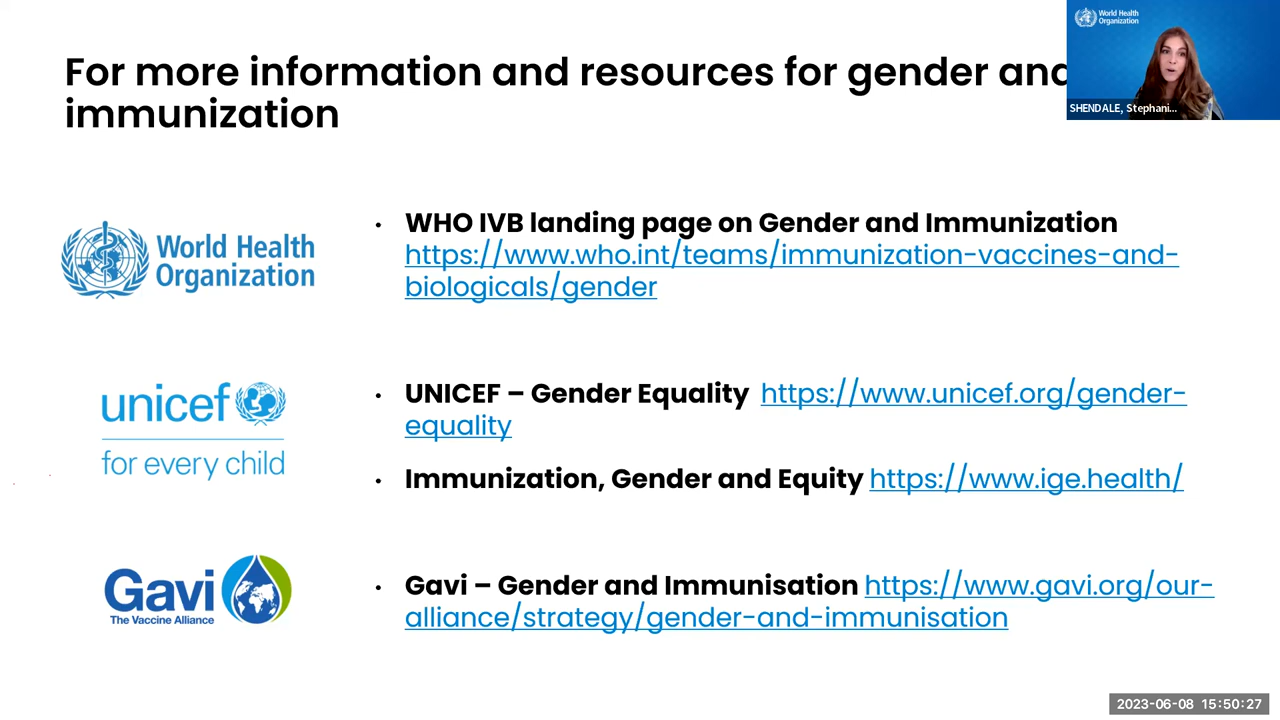 World Health
Organization
SHENDALE, Stephani...
For more information and resources for gender and
immunization
World Health
Organization
• WHO IVB landing page on Gender and Immunization
https://www.who.int/teams/immunization-vaccines-and-
biologicals/gender
unicef
for every child
• UNICEF – Gender Equality https://www.unicef.org/gender-
equality
• Immunization, Gender and Equity https://www.ige.health/
Gavi
The Vaccine Alliance
• Gavi – Gender and Immunisation https://www.gavi.org/our-
alliance/strategy/gender-and-immunisation
2023-06-08 15:50:27